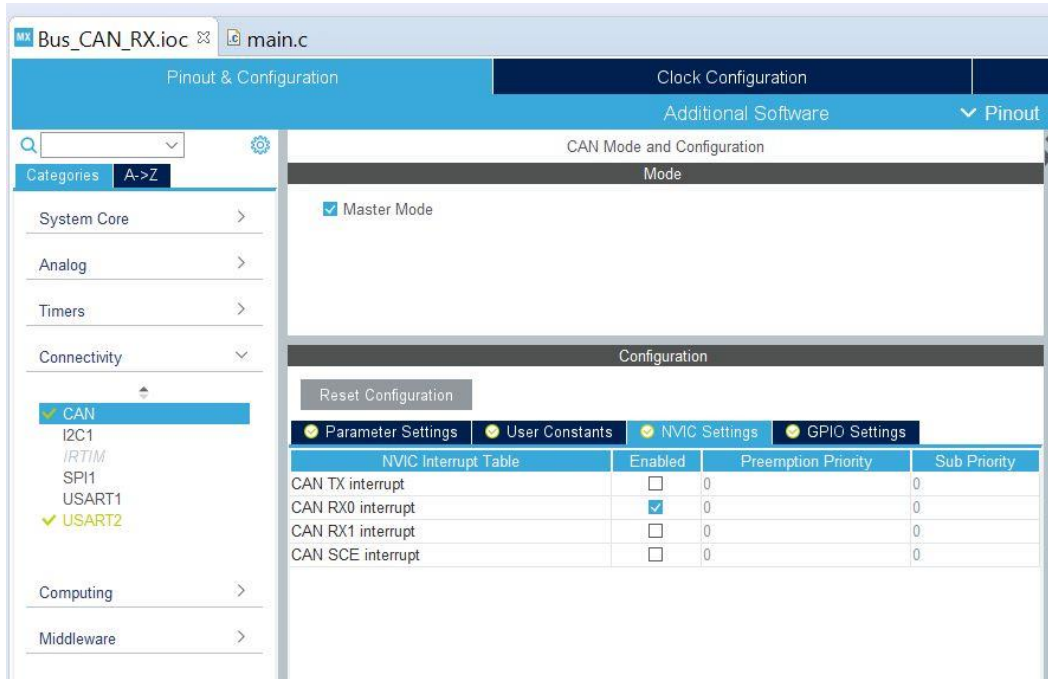 MX Bus_CAN_RX.ioc main.c
Pinout & Configuration Clock Configuration
Additional Software Pinout
CAN Mode and Configuration
Categories A->Z
Mode
System Core
Master Mode
Analog
Timers
Connectivity
Configuration
Reset Configuration
CAN
I2C1
IRTIM
SPI1
USART1
USART2
Parameter Settings User Constants NVIC Settings GPIO Settings
NVIC Interrupt Table Enabled Preemption Priority Sub Priority
CAN TX interrupt 0 0
CAN RX0 interrupt 0 0
CAN RX1 interrupt 0 0
CAN SCE interrupt 0 0
Computing
Middleware